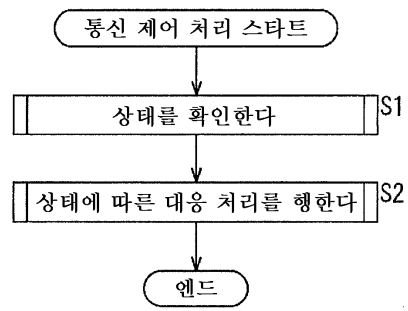 통신 제어 처리 스타트
상태를 확인한다 S1
상태에 따른 대응 처리를 행한다 S2
엔드